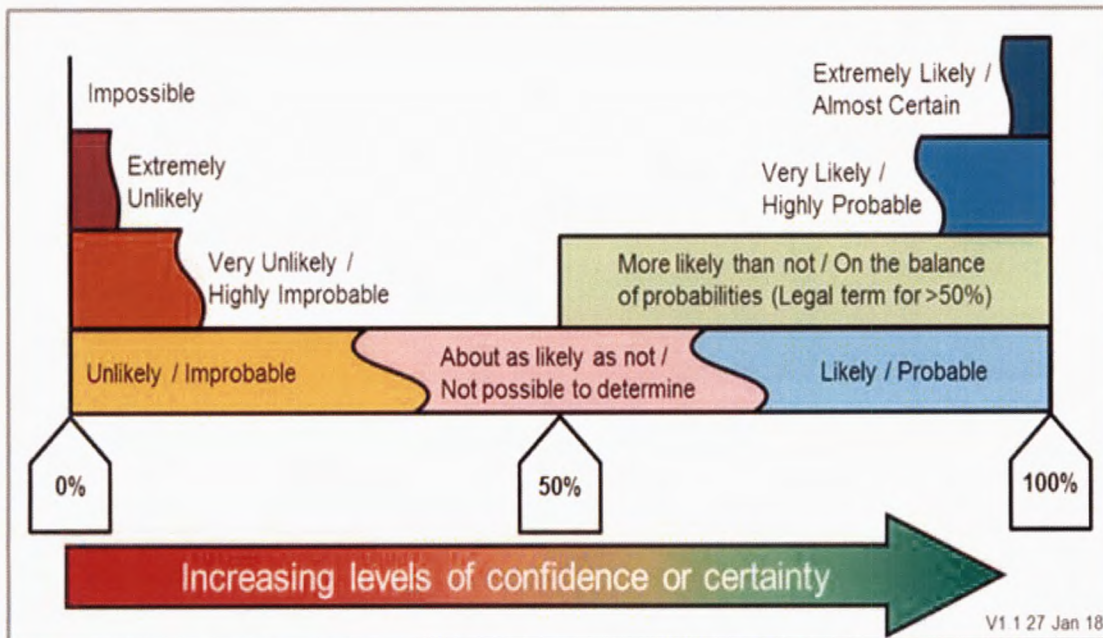 Impossible
Extremely Likely /
Almost Certain
Extremely
Unlikely
Very Likely /
Highly Probable
Very Unlikely /
Highly Improbable
More likely than not / On the balance
of probabilities (Legal term for >50%)
Unlikely / Improbable
About as likely as not /
Not possible to determine
Likely / Probable
0%
50%
100%
Increasing levels of confidence or certainty
V1 1 27 Jan 18